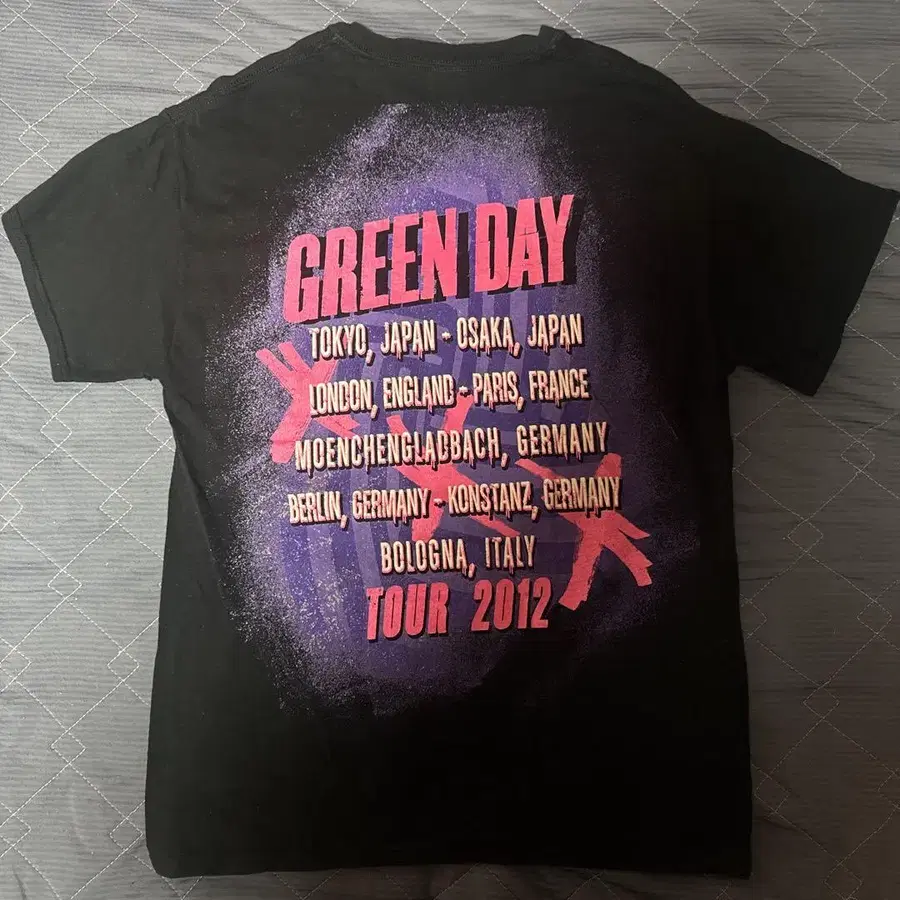 GREEN DAY
TOKYO, JAPAN - OSAKA, JAPAN
LONDON, ENGLAND - PARIS, FRANCE
MOENCHENGLADBACH, GERMANY
BERLIN, GERMANY - KONSTANZ, GERMANY
BOLOGNA, ITALY
TOUR 2012